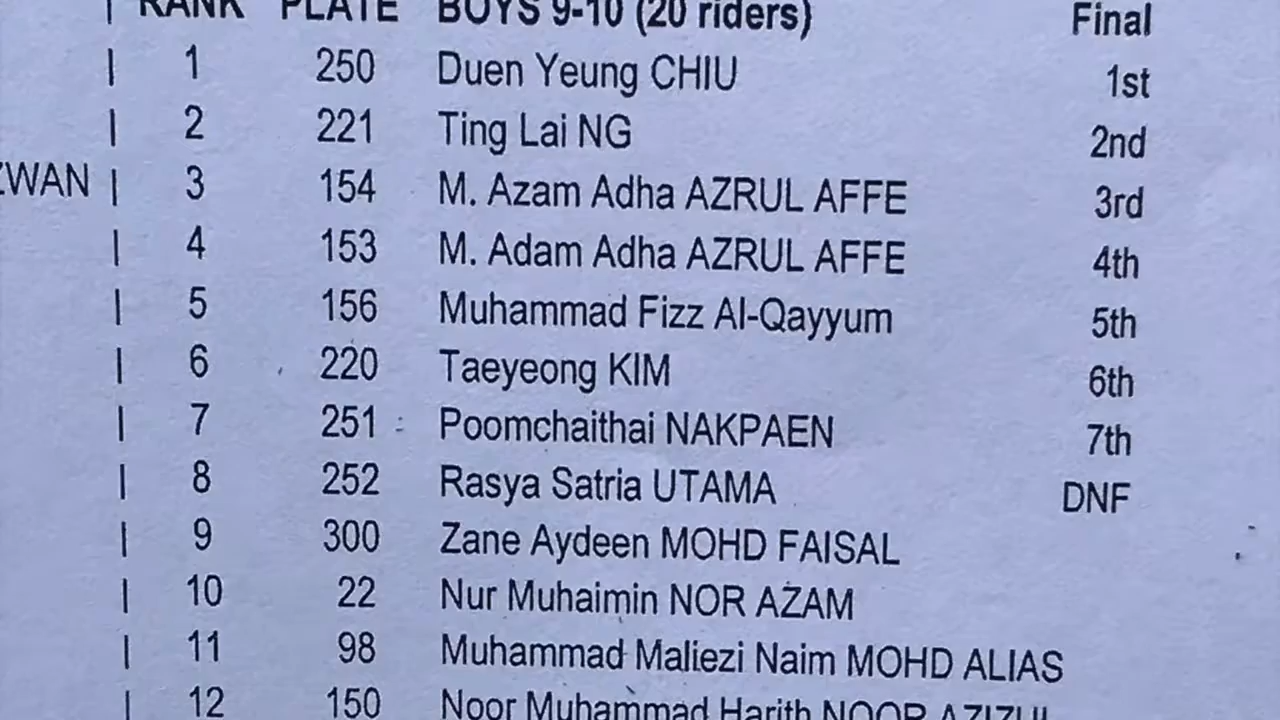 | RANK PLATE BOYS 9-10 (20 riders) Final
| 1 250 Duen Yeung CHIU 1st
| 2 221 Ting Lai NG 2nd
ZWAN | 3 154 M. Azam Adha AZRUL AFFE 3rd
| 4 153 M. Adam Adha AZRUL AFFE 4th
| 5 156 Muhammad Fizz Al-Qayyum 5th
| 6 220 Taeyeong KIM 6th
| 7 251 Poomchaithai NAKPAEN 7th
| 8 252 Rasya Satria UTAMA DNF
| 9 300 Zane Aydeen MOHD FAISAL
| 10 22 Nur Muhaimin NOR AZAM
| 11 98 Muhammad Maliezi Naim MOHD ALIAS
| 12 150 Noor Muhammad Harith NOOR AZIZUL